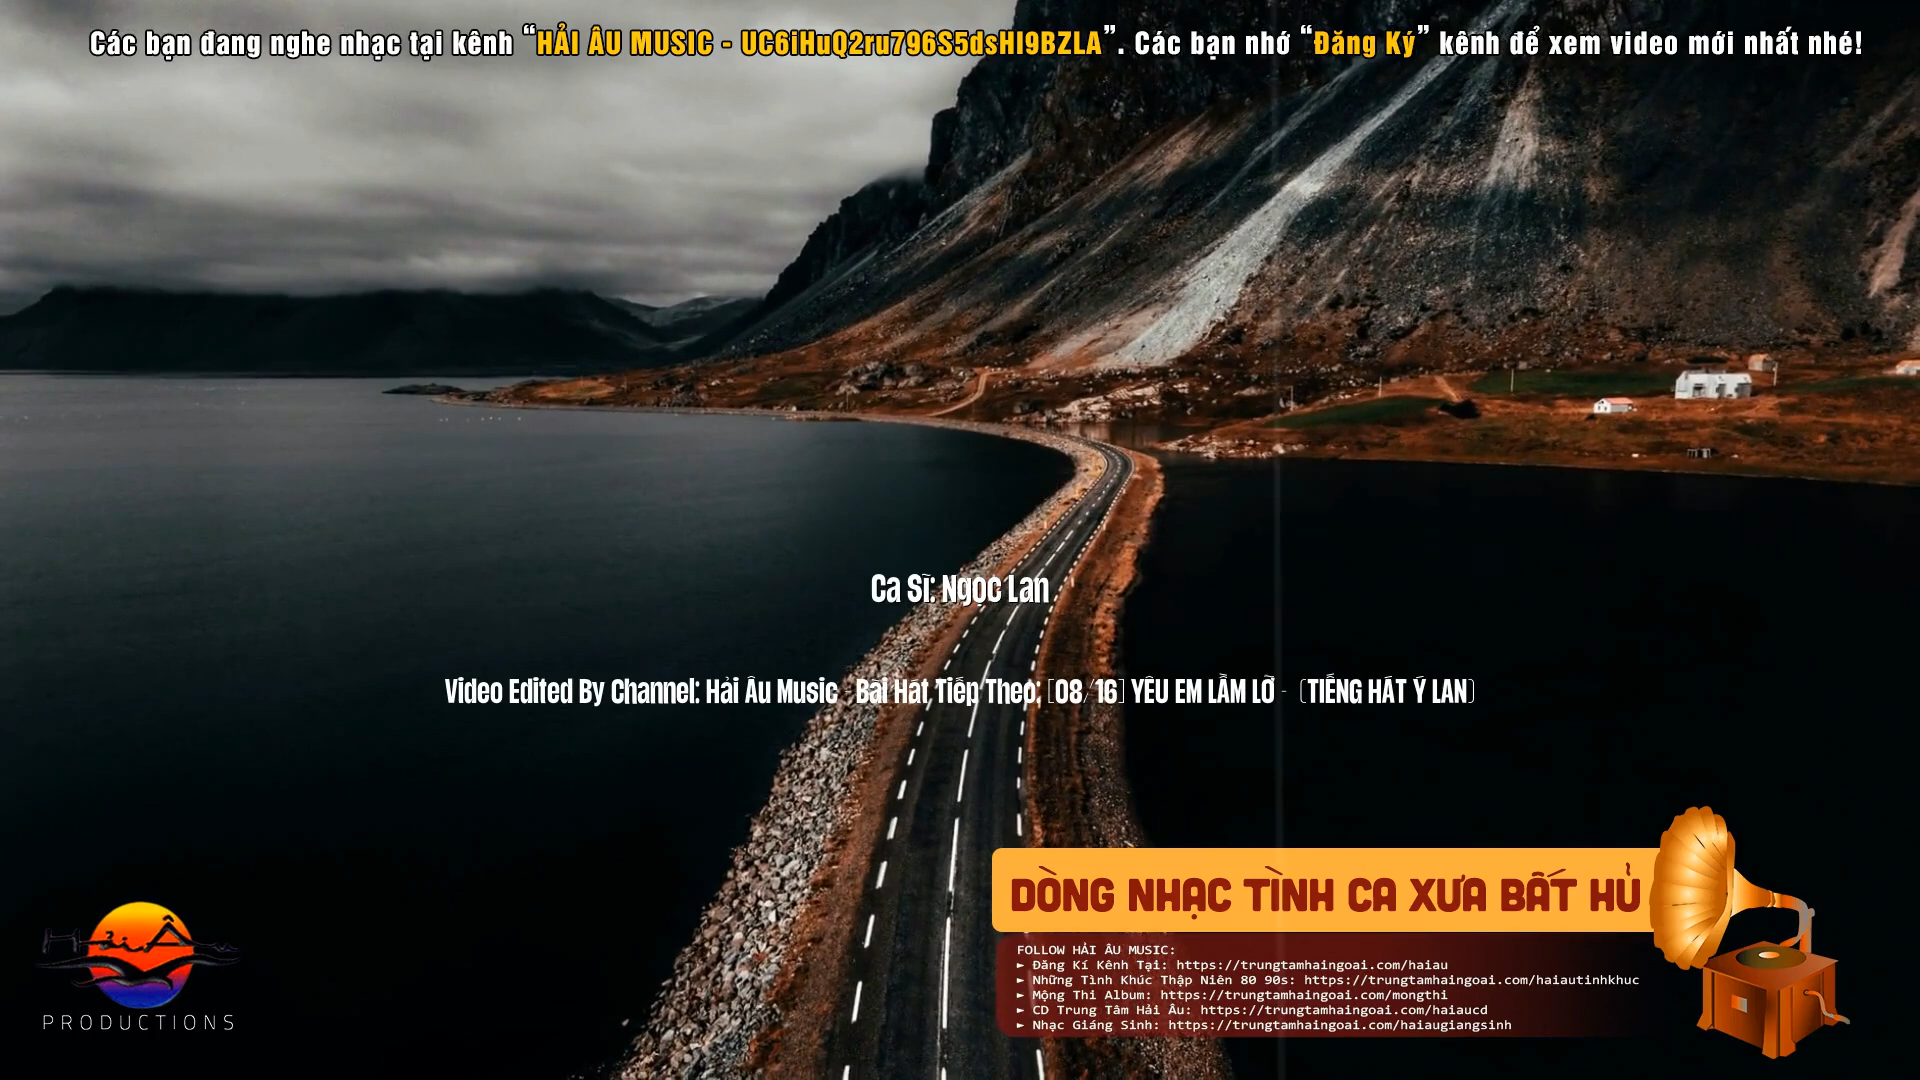 Các bạn đang nghe nhạc tại kênh “HẢI ÂU MUSIC - UC6iHuQ2ru796S5dsHI9BZLA”. Các bạn nhớ “Đăng Ký” kênh để xem video mới nhất nhé!
Ca Sĩ: Ngọc Lan
Video Edited By Channel: Hải Âu Music - Bài Hát Tiếp Theo: [08/16] YÊU EM LẦM LỠ - (TIẾNG HÁT Ý LAN)
DÒNG NHẠC TÌNH CA XƯA BẤT HỦ
FOLLOW HẢI ÂU MUSIC:
► Đăng Kí Kênh Tại: https://trungtamhaingoai.com/haiau
► Những Tình Khúc Thập Niên 80 90s: https://trungtamhaingoai.com/haiautinhkhuc
► Mộng Thi Album: https://trungtamhaingoai.com/mongthi
► CD Trung Tâm Hải Âu: https://trungtamhaingoai.com/haiaucd
► Nhạc Giáng Sinh: https://trungtamhaingoai.com/haiaugiangsinh
Hải Âu
PRODUCTIONS